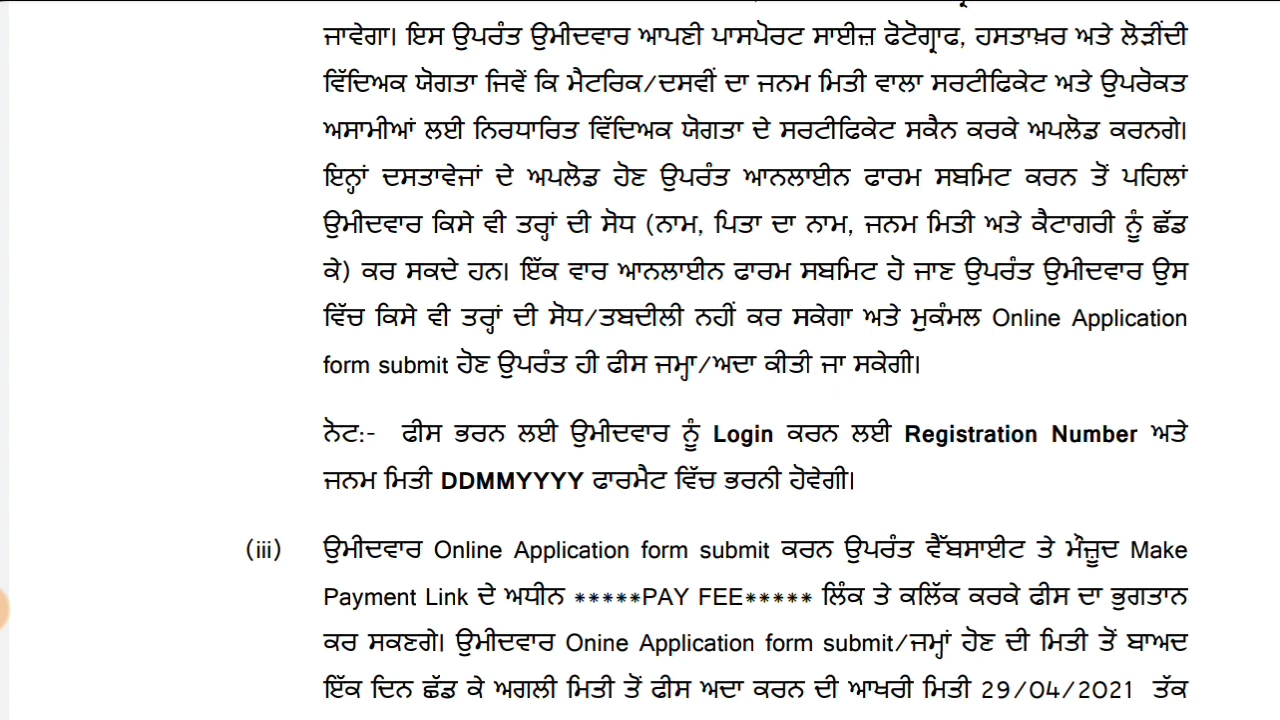 ਜਾਵੇਗਾ। ਇਸ ਉਪਰੰਤ ਉਮੀਦਵਾਰ ਆਪਣੀ ਪਾਸਪੋਰਟ ਸਾਈਜ਼ ਫੋਟੋਗ੍ਰਾਫ, ਹਸਤਾਖ਼ਰ ਅਤੇ ਲੋੜੀਂਦੀ
ਵਿੱਦਿਅਕ ਯੋਗਤਾ ਜਿਵੇਂ ਕਿ ਮੈਟਰਿਕ/ਦਸਵੀਂ ਦਾ ਜਨਮ ਮਿਤੀ ਵਾਲਾ ਸਰਟੀਫਿਕੇਟ ਅਤੇ ਉਪਰੋਕਤ
ਅਸਾਮੀਆਂ ਲਈ ਨਿਰਧਾਰਿਤ ਵਿੱਦਿਅਕ ਯੋਗਤਾ ਦੇ ਸਰਟੀਫਿਕੇਟ ਸਕੈਨ ਕਰਕੇ ਅਪਲੋਡ ਕਰਨਗੇ।
ਇਨ੍ਹਾਂ ਦਸਤਾਵੇਜਾਂ ਦੇ ਅਪਲੋਡ ਹੋਣ ਉਪਰੰਤ ਆਨਲਾਈਨ ਫਾਰਮ ਸਬਮਿਟ ਕਰਨ ਤੋਂ ਪਹਿਲਾਂ
ਉਮੀਦਵਾਰ ਕਿਸੇ ਵੀ ਤਰ੍ਹਾਂ ਦੀ ਸੋਧ (ਨਾਮ, ਪਿਤਾ ਦਾ ਨਾਮ, ਜਨਮ ਮਿਤੀ ਅਤੇ ਕੈਟਾਗਰੀ ਨੂੰ ਛੱਡ
ਕੇ) ਕਰ ਸਕਦੇ ਹਨ। ਇੱਕ ਵਾਰ ਆਨਲਾਈਨ ਫਾਰਮ ਸਬਮਿਟ ਹੋ ਜਾਣ ਉਪਰੰਤ ਉਮੀਦਵਾਰ ਉਸ
ਵਿੱਚ ਕਿਸੇ ਵੀ ਤਰ੍ਹਾਂ ਦੀ ਸੋਧ/ਤਬਦੀਲੀ ਨਹੀਂ ਕਰ ਸਕੇਗਾ ਅਤੇ ਮੁਕੰਮਲ Online Application
form submit ਹੋਣ ਉਪਰੰਤ ਹੀ ਫੀਸ ਜਮ੍ਹਾ/ਅਦਾ ਕੀਤੀ ਜਾ ਸਕੇਗੀ।
ਨੋਟ:- ਫੀਸ ਭਰਨ ਲਈ ਉਮੀਦਵਾਰ ਨੂੰ Login ਕਰਨ ਲਈ Registration Number ਅਤੇ
ਜਨਮ ਮਿਤੀ DDMMYYYY ਫਾਰਮੈਟ ਵਿੱਚ ਭਰਨੀ ਹੋਵੇਗੀ।
(iii) ਉਮੀਦਵਾਰ Online Application form submit ਕਰਨ ਉਪਰੰਤ ਵੈੱਬਸਾਈਟ ਤੇ ਮੌਜ਼ੂਦ Make
Payment Link ਦੇ ਅਧੀਨ *****PAY FEE***** ਲਿੰਕ ਤੇ ਕਲਿੱਕ ਕਰਕੇ ਫੀਸ ਦਾ ਭੁਗਤਾਨ
ਕਰ ਸਕਣਗੇ। ਉਮੀਦਵਾਰ Onine Application form submit/ਜਮ੍ਹਾਂ ਹੋਣ ਦੀ ਮਿਤੀ ਤੋਂ ਬਾਅਦ
ਇੱਕ ਦਿਨ ਛੱਡ ਕੇ ਅਗਲੀ ਮਿਤੀ ਤੋਂ ਫੀਸ ਅਦਾ ਕਰਨ ਦੀ ਆਖਰੀ ਮਿਤੀ 29/04/2021 ਤੱਕ